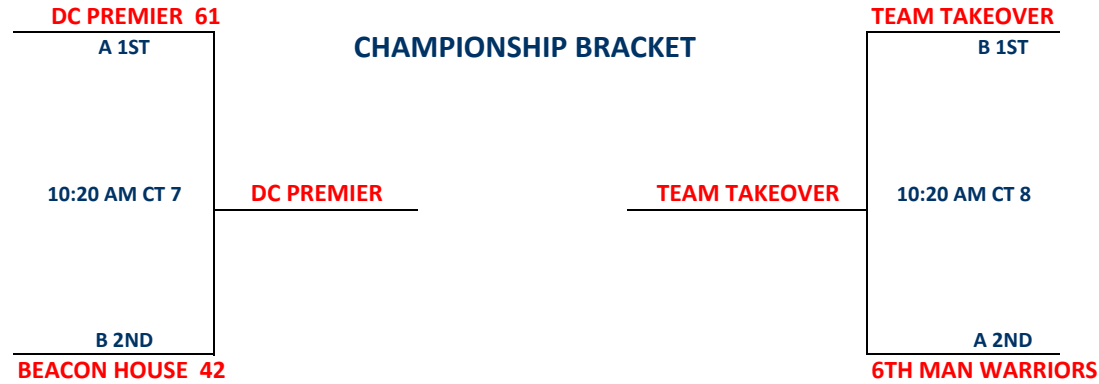 DC PREMIER 61
A 1ST
CHAMPIONSHIP BRACKET
TEAM TAKEOVER
B 1ST
10:20 AM CT 7
DC PREMIER
TEAM TAKEOVER
10:20 AM CT 8
B 2ND
BEACON HOUSE 42
A 2ND
6TH MAN WARRIORS